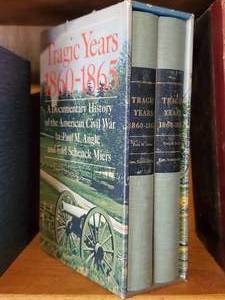 Tragic Years
1860-1865
A Documentary History
of the American Civil War
by Paul M. Angle
and Earl Schenck Miers
TRAGIC
YEARS
1860-1865
TRAGIC
YEARS
1860-1865